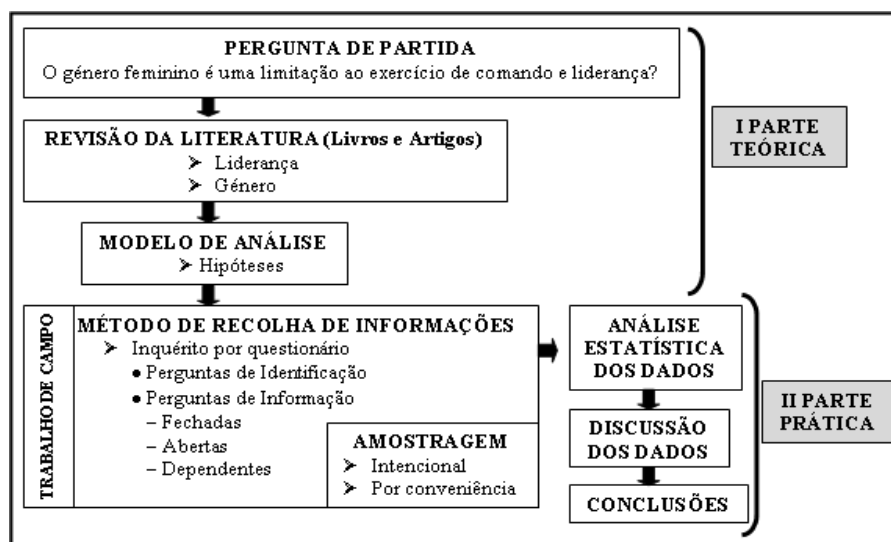 PERGUNTA DE PARTIDA
O género feminino é uma limitação ao exercício de comando e liderança?
REVISÃO DA LITERATURA (Livros e Artigos)
➢ Liderança
➢ Género
MODELO DE ANÁLISE
➢ Hipóteses
I PARTE
TEÓRICA
TRABALHO DE CAMPO
MÉTODO DE RECOLHA DE INFORMAÇÕES
➢ Inquérito por questionário
● Perguntas de Identificação
● Perguntas de Informação
– Fechadas
– Abertas
– Dependentes
AMOSTRAGEM
➢ Intencional
➢ Por conveniência
ANÁLISE
ESTATÍSTICA
DOS DADOS
DISCUSSÃO
DOS DADOS
CONCLUSÕES
II PARTE
PRÁTICA